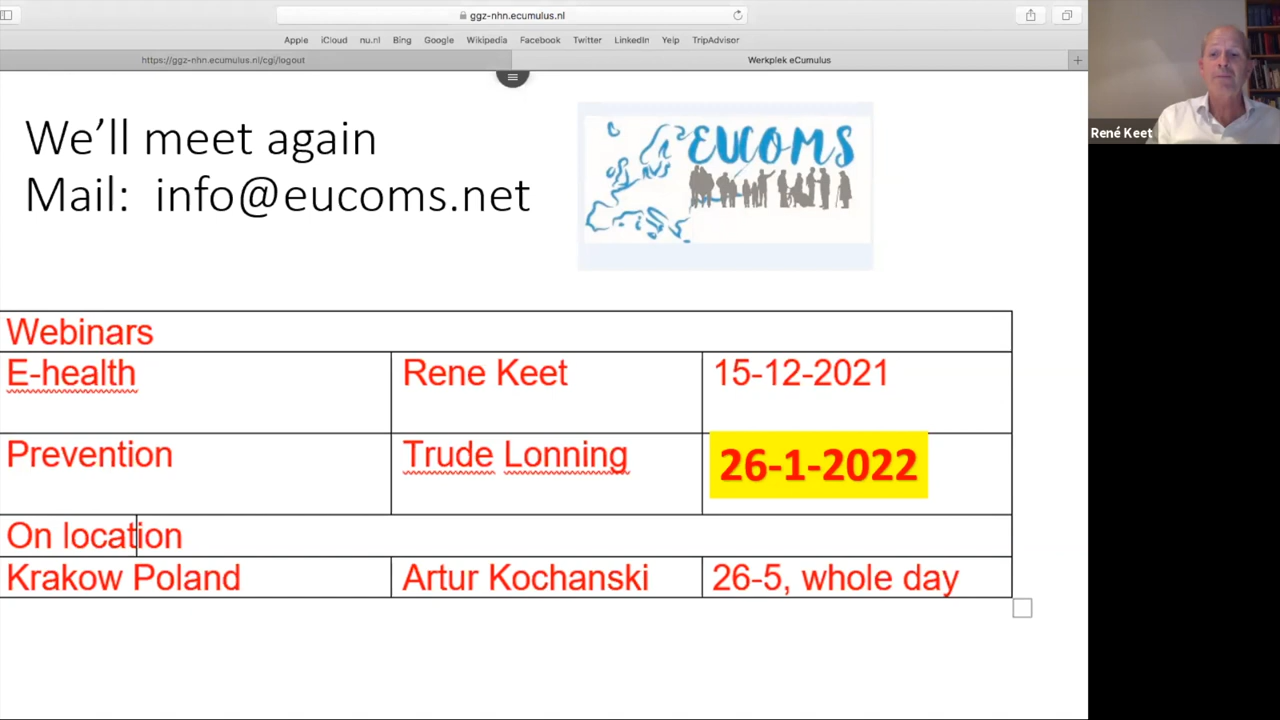 ggz-nhn.ecumulus.nl
Apple iCloud nu.nl Bing Google Wikipedia Facebook Twitter LinkedIn Yelp TripAdvisor
https://ggz-nhn.ecumulus.nl/cgi/logout Werkplek eCumulus
René Keet
We’ll meet again
Mail: info@eucoms.net
EUCOMS
Webinars
E-health Rene Keet 15-12-2021
Prevention Trude Lonning 26-1-2022
On location
Krakow Poland Artur Kochanski 26-5, whole day